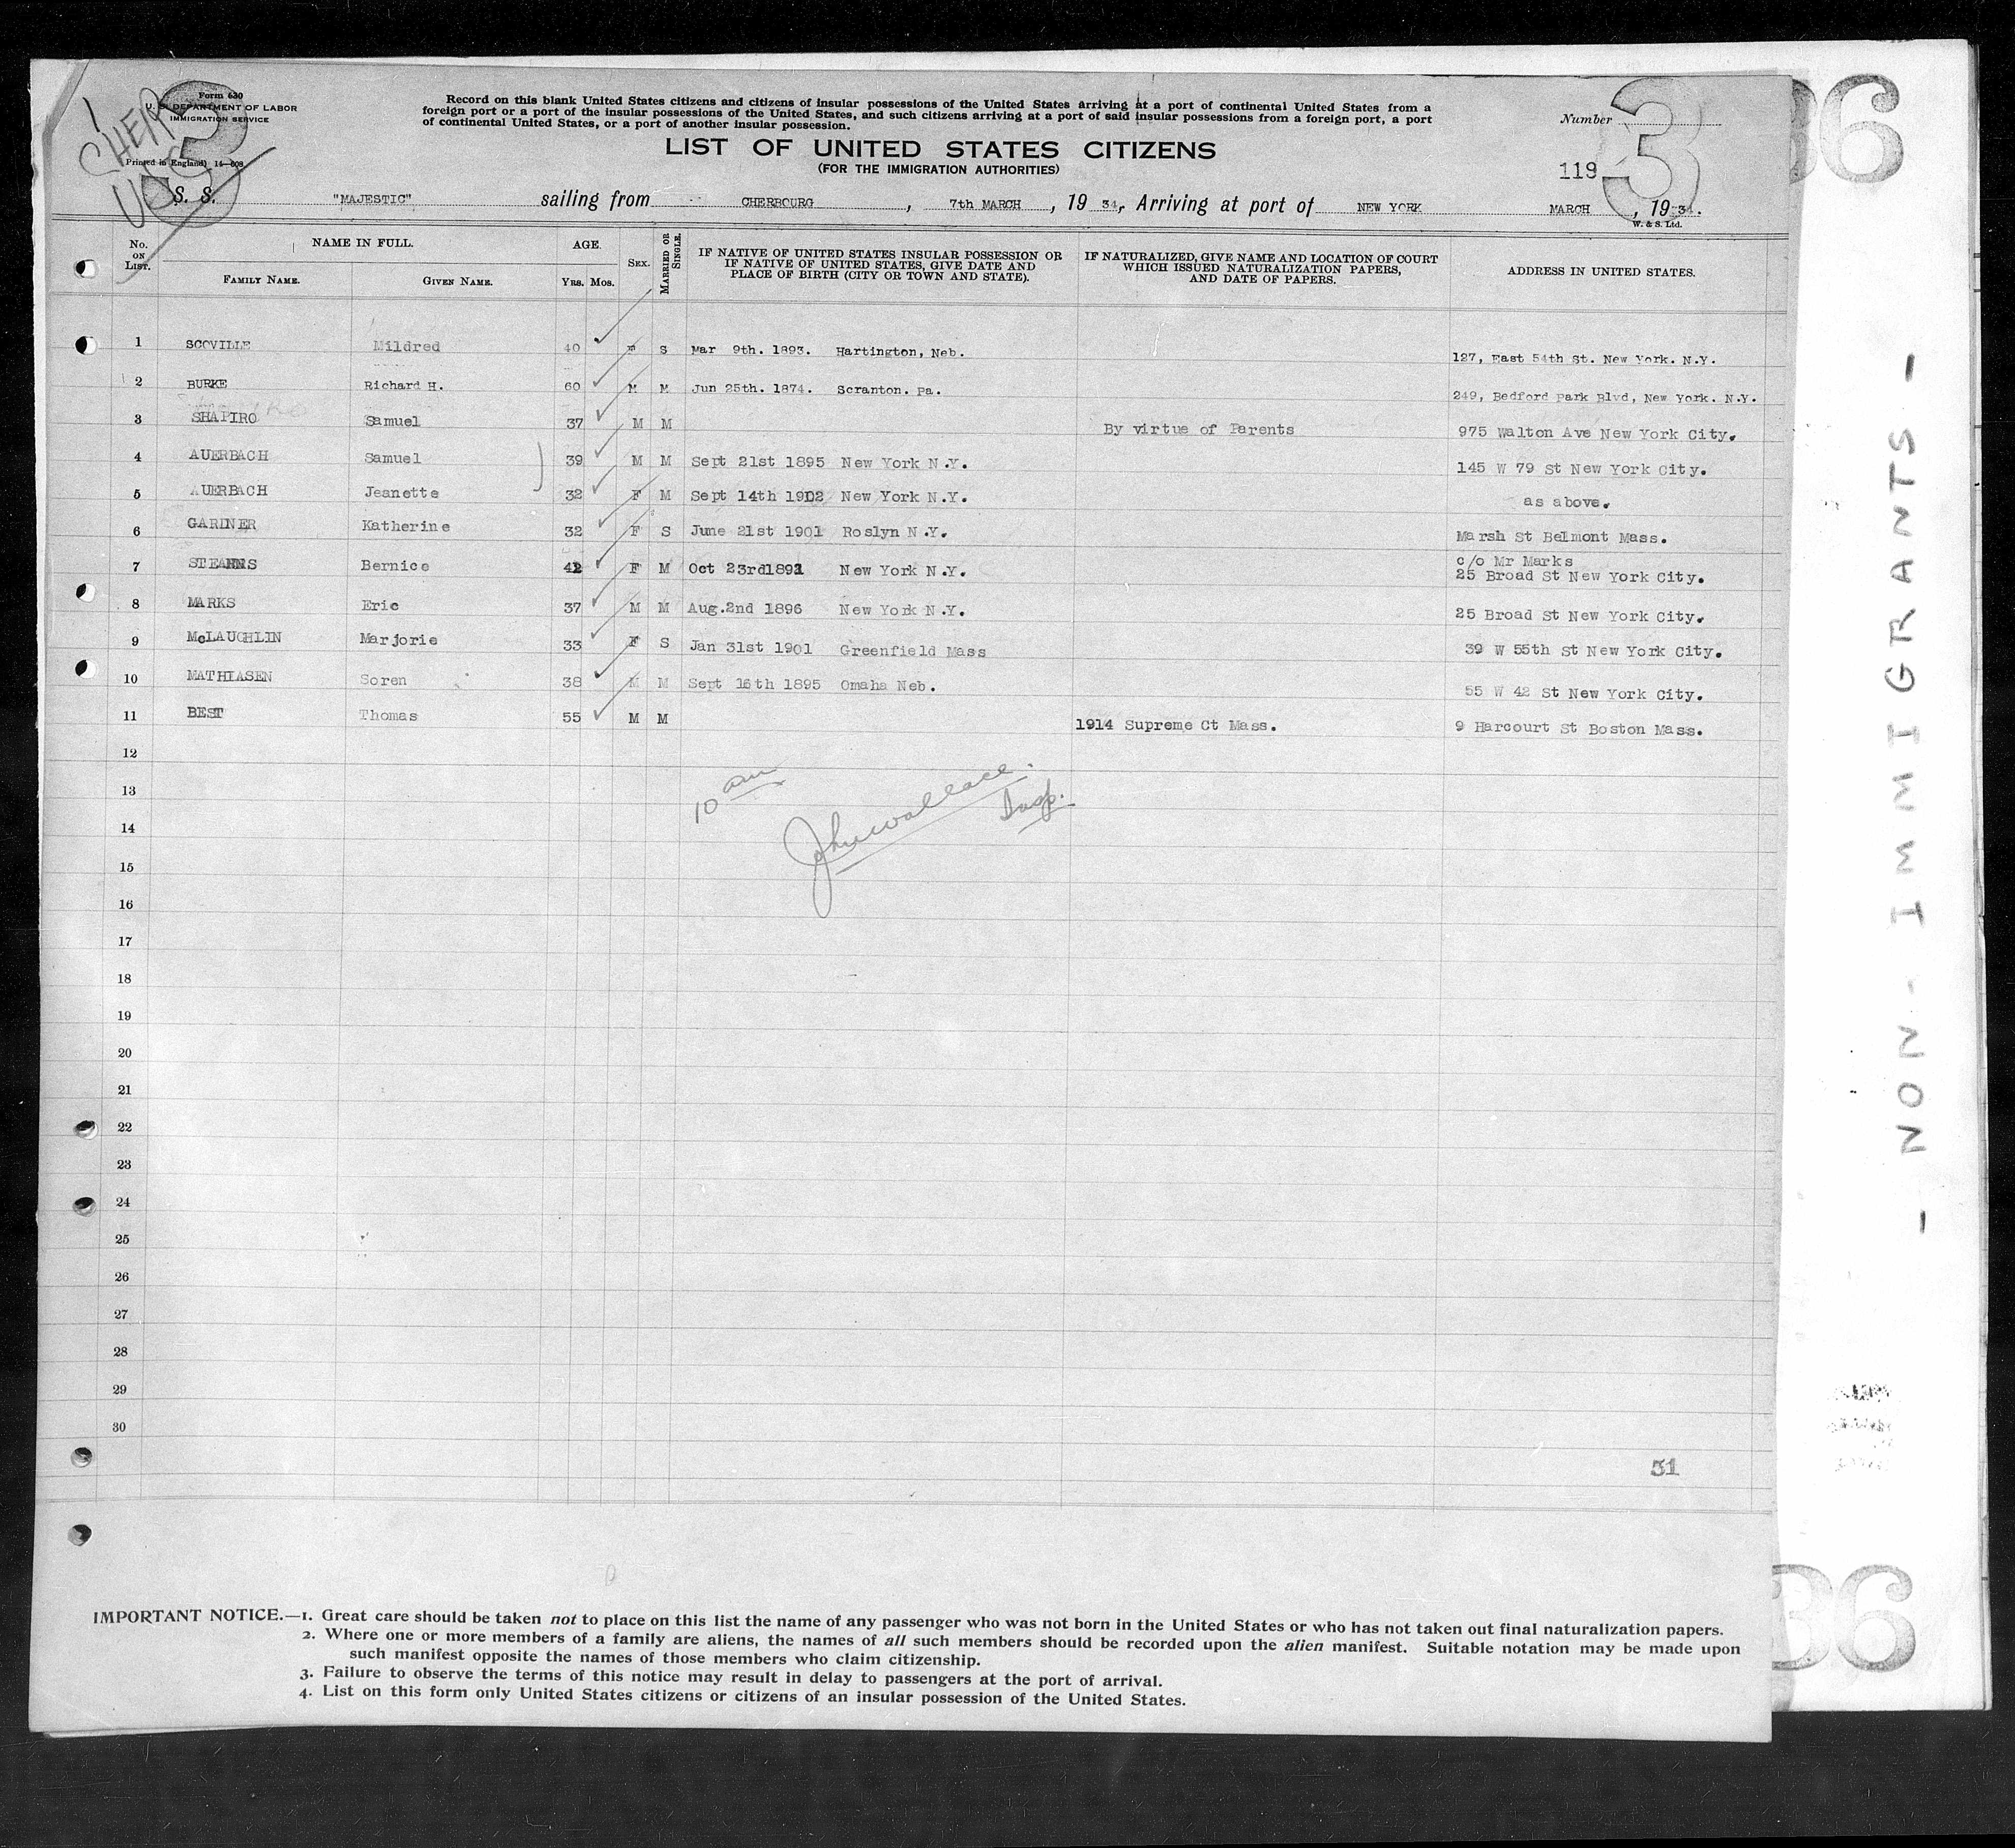 Form 630
U. S. DEPARTMENT OF LABOR
IMMIGRATION SERVICE
(Printed in England) 14-608
CHER
USC
3
Record on this blank United States citizens and citizens of insular possessions of the United States arriving at a port of continental United States from a
foreign port or a port of the insular possessions of the United States, and such citizens arriving at a port of said insular possessions from a foreign port, a port
of continental United States, or a port of another insular possession.
LIST OF UNITED STATES CITIZENS
(FOR THE IMMIGRATION AUTHORITIES)
Number
3
119
S. S. "MAJESTIC" sailing from CHERBOURG, 7th MARCH, 1934, Arriving at port of NEW YORK MARCH, 1934.
W. & S. Ltd.
No. ON LIST. NAME IN FULL. AGE. SEX. MARRIED OR SINGLE. IF NATIVE OF UNITED STATES INSULAR POSSESSION OR IF NATIVE OF UNITED STATES, GIVE DATE AND PLACE OF BIRTH (CITY OR TOWN AND STATE). IF NATURALIZED, GIVE NAME AND LOCATION OF COURT WHICH ISSUED NATURALIZATION PAPERS, AND DATE OF PAPERS. ADDRESS IN UNITED STATES.
FAMILY NAME. GIVEN NAME. YRS. MOS.
1 SCOVILLE Mildred 40 F S Mar 9th. 1893. Hartington, Neb. 127, East 54th St. New York. N.Y.
2 BURKE Richard H. 60 M M Jun 25th. 1874. Scranton. Pa. 249, Bedford Park Blvd, New York. N.Y.
3 SHAPIRO Samuel 37 M M By virtue of Parents 975 Walton Ave New York City.
4 AUERBACH Samuel 39 M M Sept 21st 1895 New York N.Y. 145 W 79 St New York City.
5 AUERBACH Jeanette 32 F M Sept 14th 1902 New York N.Y. as above.
6 GARDNER Katherine 32 F S June 21st 1901 Roslyn N.Y. Marsh St Belmont Mass.
7 STEARNS Bernice 42 F M Oct 23rd1891 New York N.Y. c/o Mr Marks
25 Broad St New York City.
8 MARKS Eric 37 M M Aug.2nd 1896 New York N.Y. 25 Broad St New York City.
9 McLAUGHLIN Marjorie 33 F S Jan 31st 1901 Greenfield Mass 39 W 55th St New York City.
10 MATHIASEN Soren 38 M M Sept 16th 1895 Omaha Neb. 55 W 42 St New York City.
11 BEST Thomas 55 M M 1914 Supreme Ct Mass. 9 Harcourt St Boston Mass.
12
13
14
15
16
17
18
19
20
21
22
23
24
25
26
27
28
29
30
10 am
John Wallace
Insp.
31
IMPORTANT NOTICE.—1. Great care should be taken not to place on this list the name of any passenger who was not born in the United States or who has not taken out final naturalization papers.
2. Where one or more members of a family are aliens, the names of all such members should be recorded upon the alien manifest. Suitable notation may be made upon
such manifest opposite the names of those members who claim citizenship.
3. Failure to observe the terms of this notice may result in delay to passengers at the port of arrival.
4. List on this form only United States citizens or citizens of an insular possession of the United States.
86
- NON-IMMIGRANTS -
86